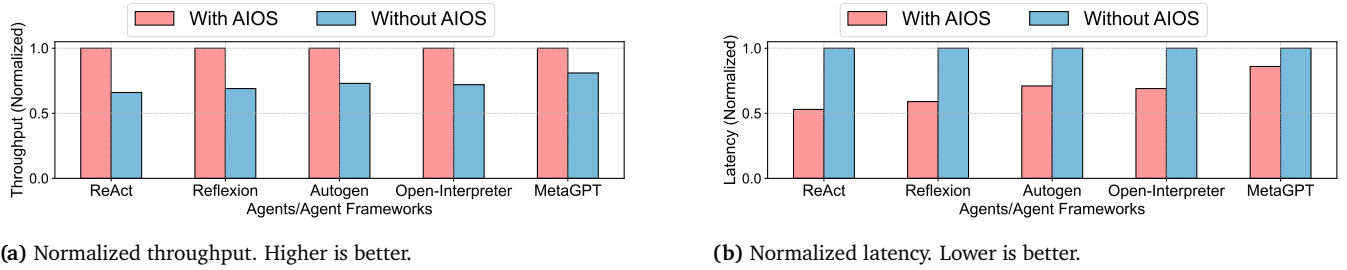 With AIOS Without AIOS
Throughput (Normalized)
1.0
0.5
0.0
ReAct Reflexion Autogen Open-Interpreter MetaGPT
Agents/Agent Frameworks
(a) Normalized throughput. Higher is better.
With AIOS Without AIOS
Latency (Normalized)
1.0
0.5
0.0
ReAct Reflexion Autogen Open-Interpreter MetaGPT
Agents/Agent Frameworks
(b) Normalized latency. Lower is better.